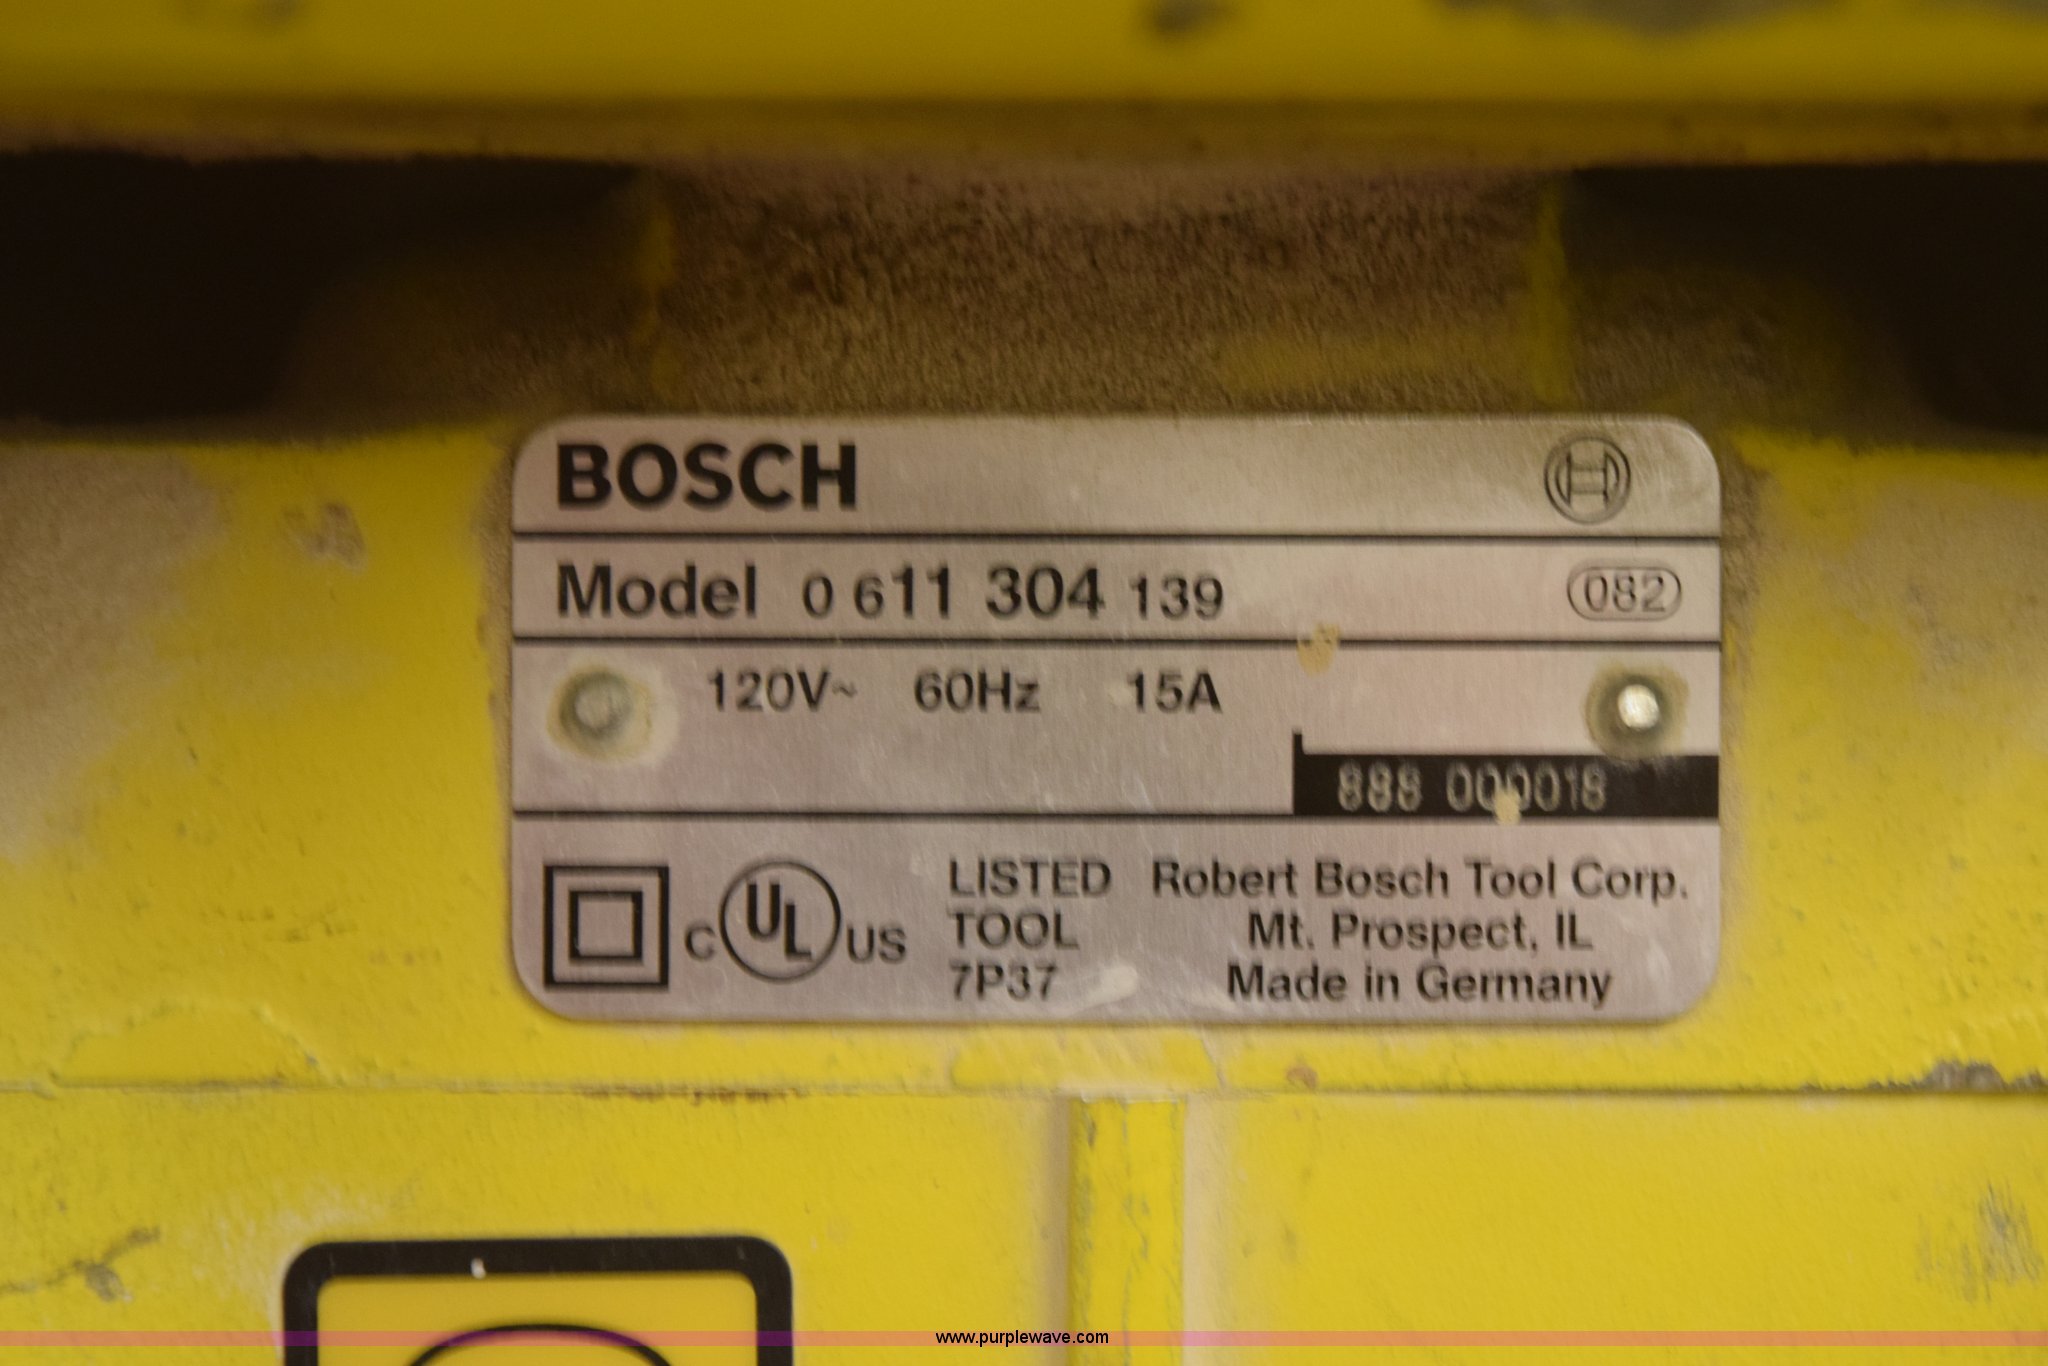 BOSCH
Model 0 611 304 139 082
120V~ 60Hz 15A
888 000018
C UL US
LISTED
TOOL
7P37
Robert Bosch Tool Corp.
Mt. Prospect, IL
Made in Germany
www.purplewave.com